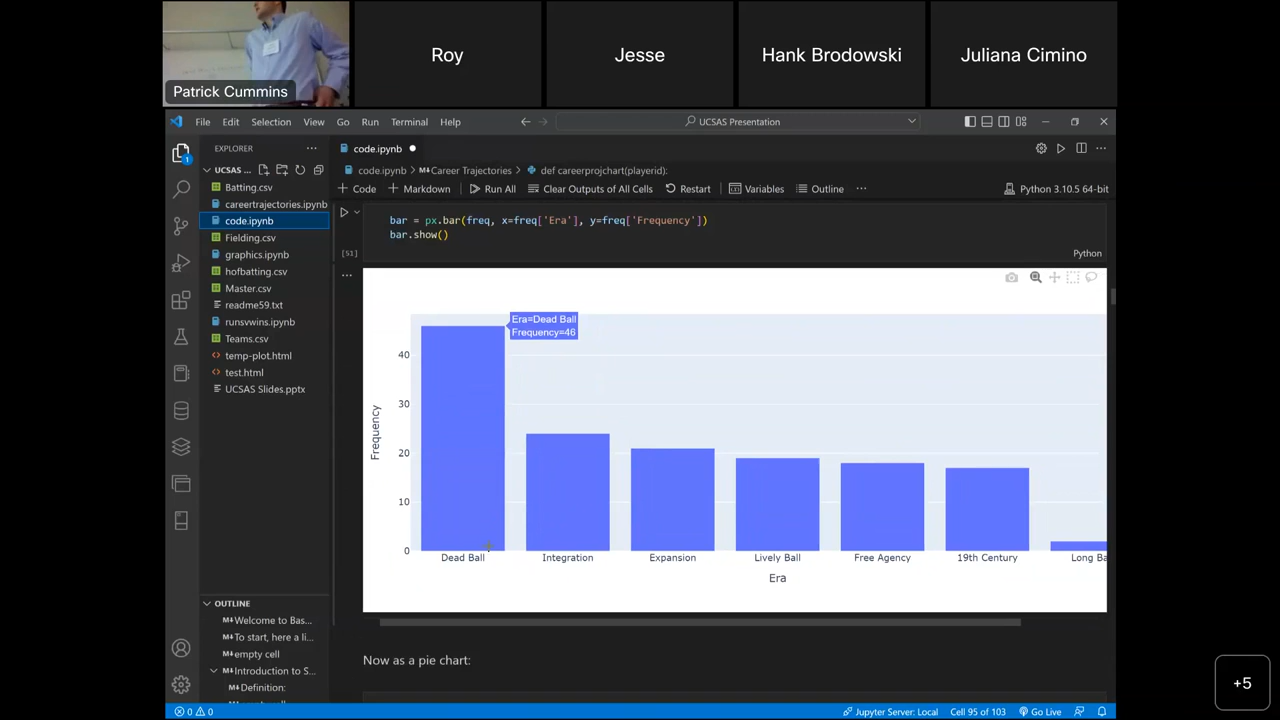 Patrick Cummins
Roy
Jesse
Hank Brodowski
Juliana Cimino
File Edit Selection View Go Run Terminal Help
UCSAS Presentation
EXPLORER
UCSAS ...
Batting.csv
careertrajectories.ipynb
code.ipynb
Fielding.csv
graphics.ipynb
hofbatting.csv
Master.csv
readme59.txt
runsvwins.ipynb
Teams.csv
temp-plot.html
test.html
UCSAS Slides.pptx
OUTLINE
Welcome to Bas...
To start, here a li...
empty cell
Introduction to S...
Definition:
code.ipynb
code.ipynb > Career Trajectories > def careerprojchart(playerid):
+ Code + Markdown Run All Clear Outputs of All Cells Restart Variables Outline ... Python 3.10.5 64-bit
bar = px.bar(freq, x=freq['Era'], y=freq['Frequency'])
bar.show()
[51]
Python
Era=Dead Ball
Frequency=46
Frequency
40
30
20
10
0
Dead Ball Integration Expansion Lively Ball Free Agency 19th Century Long Ba
Era
Now as a pie chart:
+5
1
0 0 Jupyter Server: Local Cell 95 of 103 Go Live